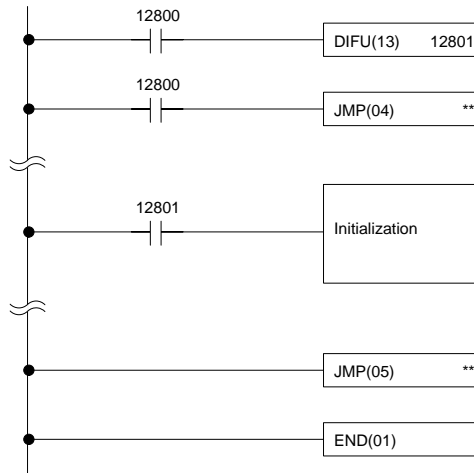 12800
DIFU(13) 12801
12800
JMP(04) **
12801
Initialization
JMP(05) **
END(01)